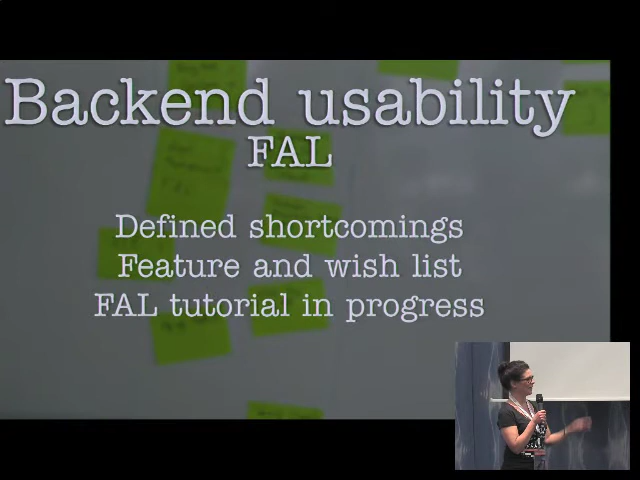 Backend usability
FAL
Defined shortcomings
Feature and wish list
FAL tutorial in progress